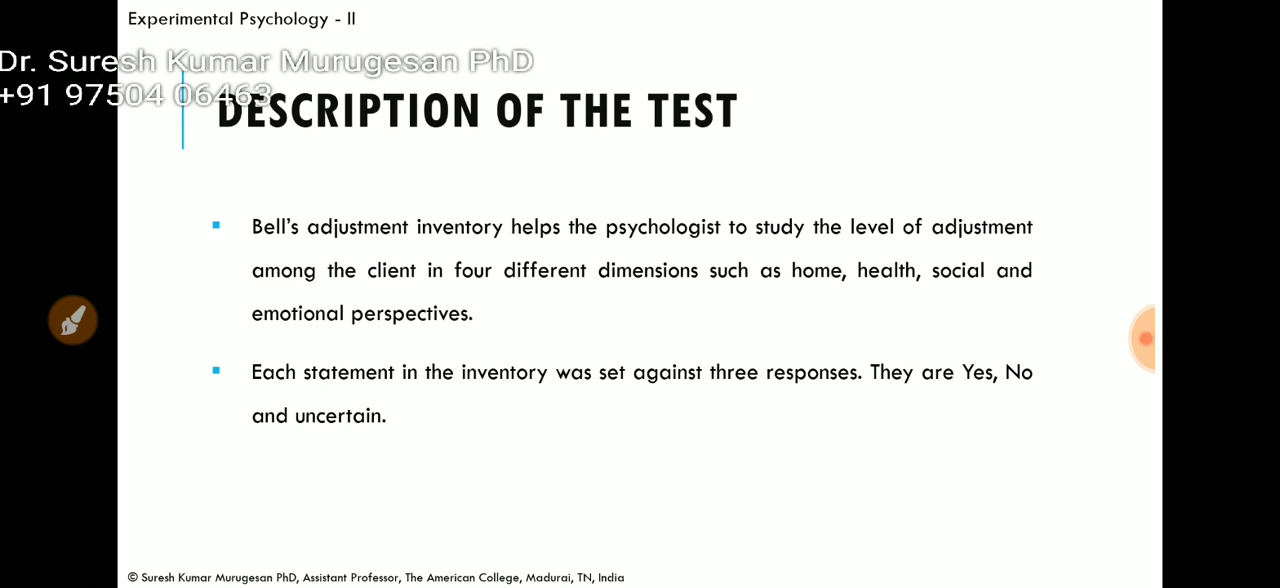 Experimental Psychology - II
Dr. Suresh Kumar Murugesan PhD
+91 97504 06463
DESCRIPTION OF THE TEST
Bell's adjustment inventory helps the psychologist to study the level of adjustment
among the client in four different dimensions such as home, health, social and
emotional perspectives.
Each statement in the inventory was set against three responses. They are Yes, No
and uncertain.
© Suresh Kumar Murugesan PhD, Assistant Professor, The American College, Madurai, TN, India